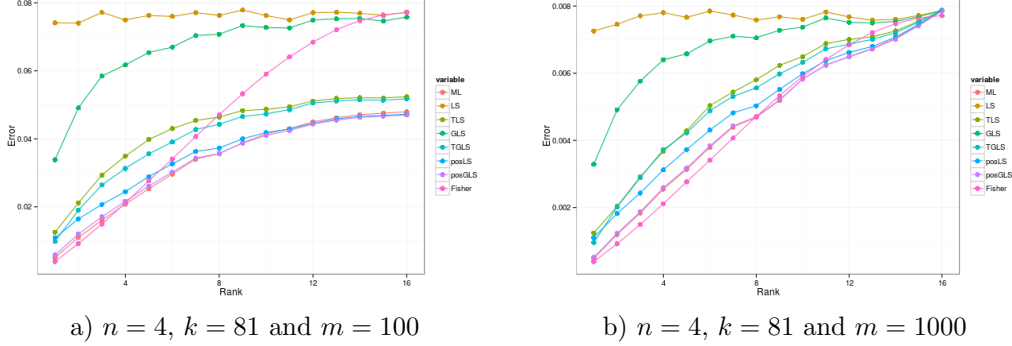 0.08
0.06
0.04
0.02
Error
4
8
12
16
Rank
variable
ML
LS
TLS
GLS
TGLS
posLS
posGLS
Fisher
a) n = 4, k = 81 and m = 100
0.008
0.006
0.004
0.002
Error
4
8
12
16
Rank
variable
ML
LS
TLS
GLS
TGLS
posLS
posGLS
Fisher
b) n = 4, k = 81 and m = 1000